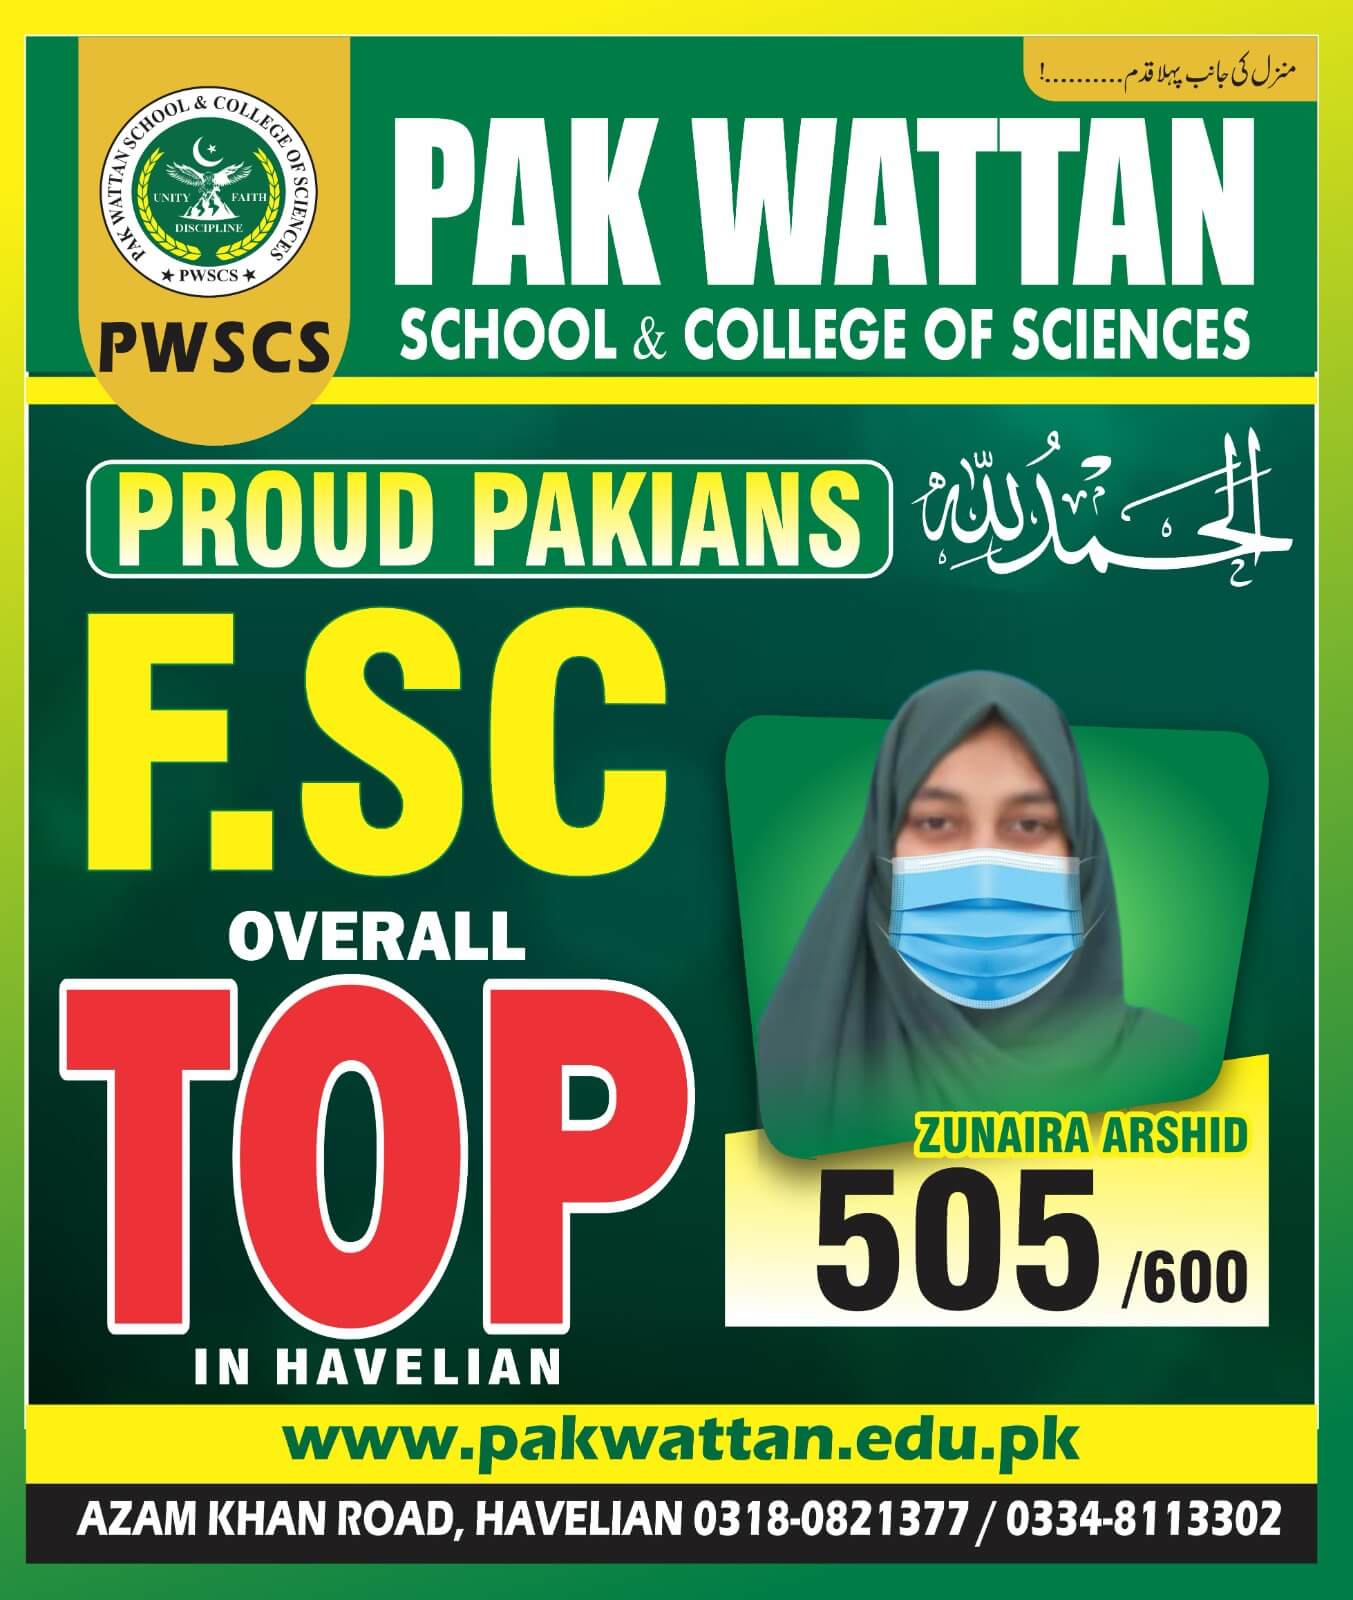 منزل کی جانب پہلا قدم..........!
PAK WATTAN SCHOOL & COLLEGE OF SCIENCES
UNITY FAITH
DISCIPLINE
★ PWSCS ★
PWSCS
PAK WATTAN
SCHOOL & COLLEGE OF SCIENCES
PROUD PAKIANS
الحمدُللّٰه
F.SC
OVERALL
TOP
IN HAVELIAN
ZUNAIRA ARSHID
505 /600
www.pakwattan.edu.pk
AZAM KHAN ROAD, HAVELIAN 0318-0821377 / 0334-8113302